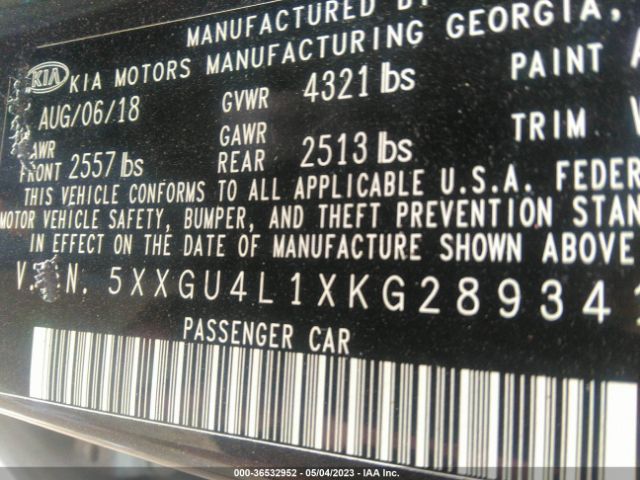 MANUFACTURED BY
KIA KIA MOTORS MANUFACTURING GEORGIA,
AUG/06/18 GVWR 4321 lbs PAINT
GAWR
FRONT 2557 lbs GAWR REAR 2513 lbs TRIM
THIS VEHICLE CONFORMS TO ALL APPLICABLE U.S.A. FEDER
MOTOR VEHICLE SAFETY, BUMPER, AND THEFT PREVENTION STAN
IN EFFECT ON THE DATE OF MANUFACTURE SHOWN ABOVE
V. N. 5XXGU4L1XKG289341
PASSENGER CAR
000-36532952 - 05/04/2023 - IAA Inc.